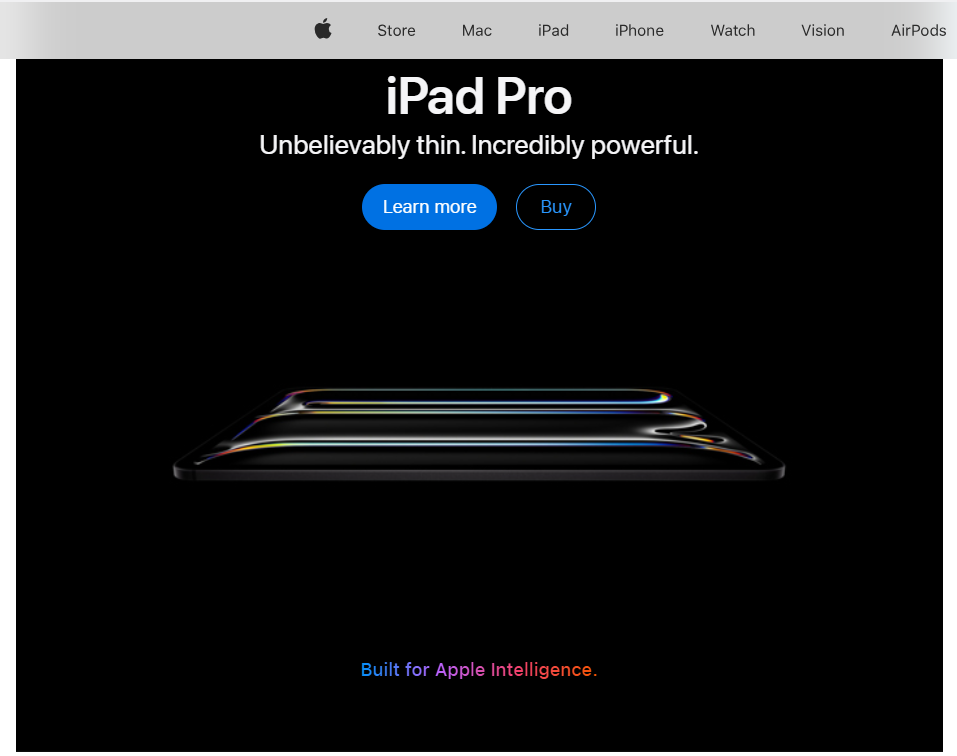 Store Mac iPad iPhone Watch Vision AirPods
iPad Pro
Unbelievably thin. Incredibly powerful.
Learn more Buy
Built for Apple Intelligence.